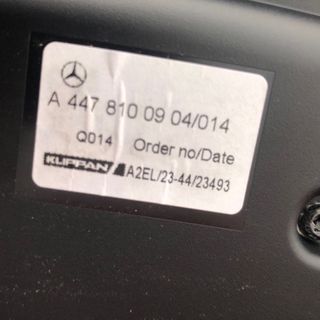 A 447 810 09 04/014
Q014 Order no/Date
KLIPPAN A2EL/23-44/23493